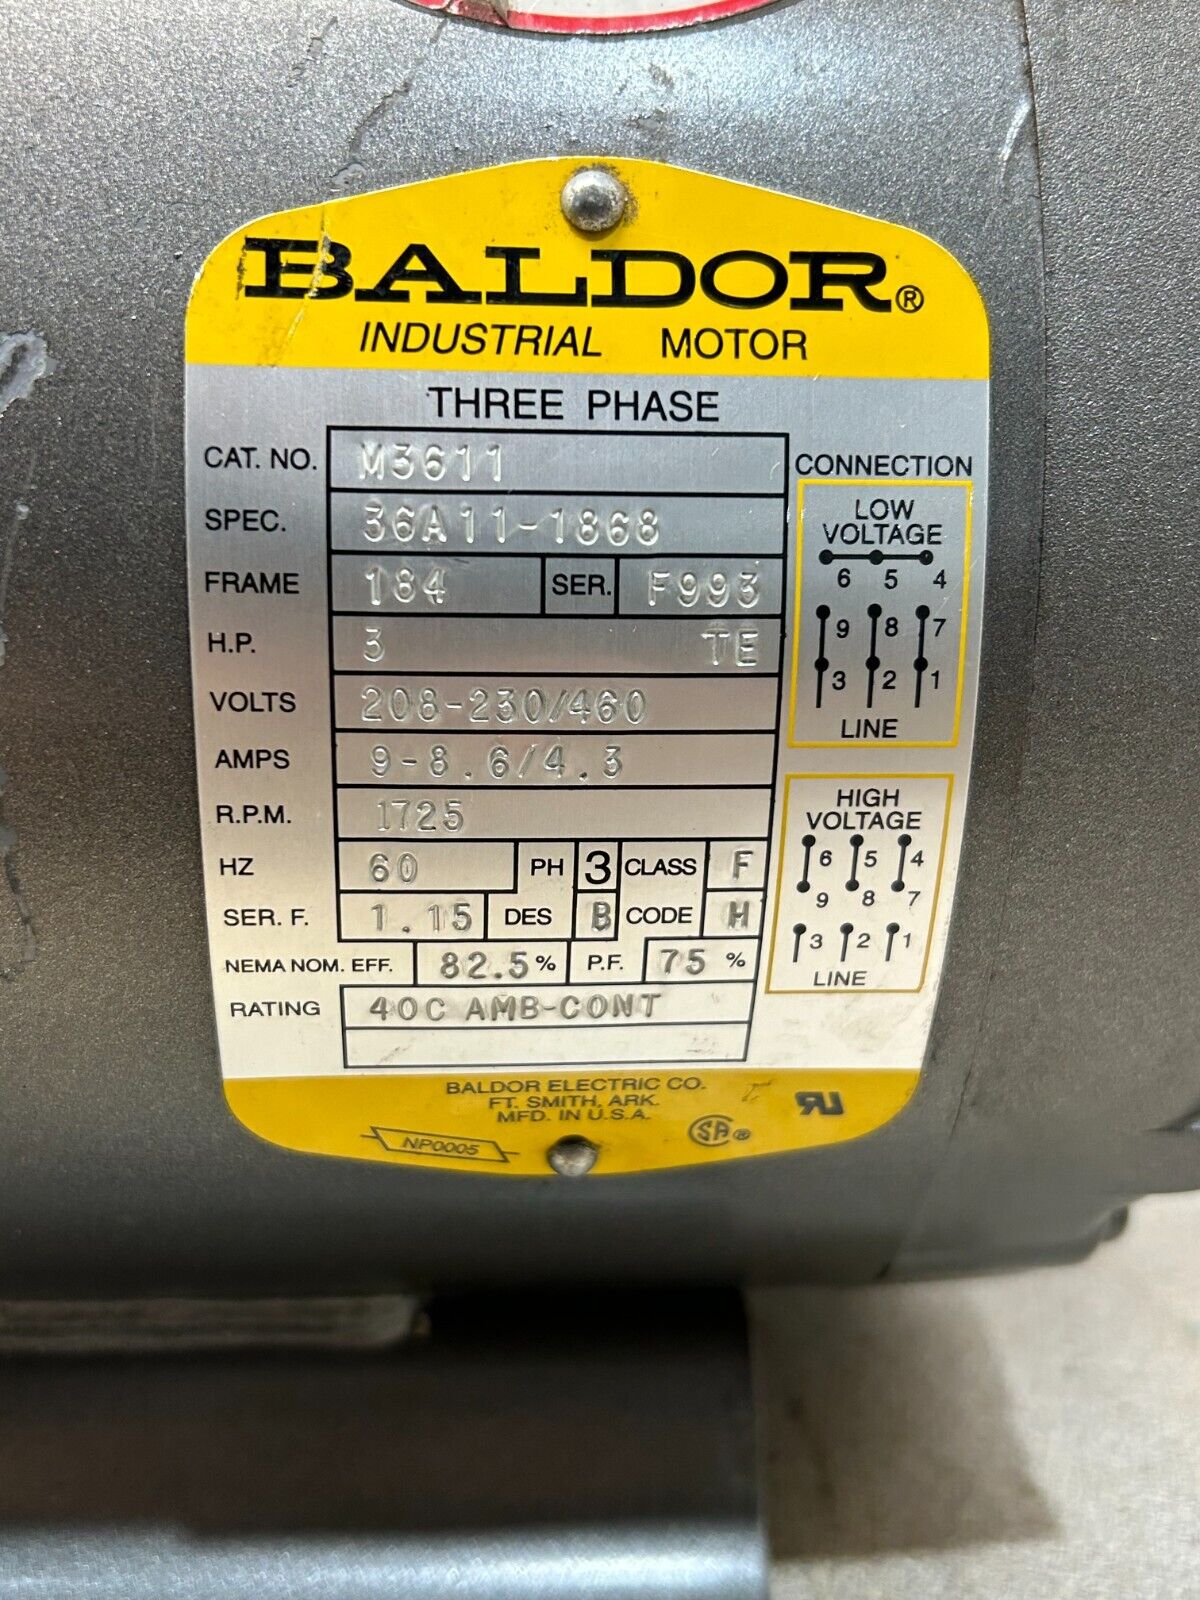 BALDOR®
INDUSTRIAL MOTOR
THREE PHASE
CAT. NO. M3611
SPEC. 36A11-1868
FRAME 184 SER. F993
H.P. 3 TE
VOLTS 208-230/460
AMPS 9-8.6/4.3
R.P.M. 1725
HZ 60 PH 3 CLASS F
SER. F. 1.15 DES B CODE H
NEMA NOM. EFF. 82.5% P.F. 75 %
RATING 40C AMB-CONT
CONNECTION
LOW
VOLTAGE
6 5 4
9 8 7
3 2 1
LINE
HIGH
VOLTAGE
6 5 4
9 8 7
3 2 1
LINE
BALDOR ELECTRIC CO.
FT. SMITH, ARK.
MFD. IN U.S.A.
NP0005
SA®
RU